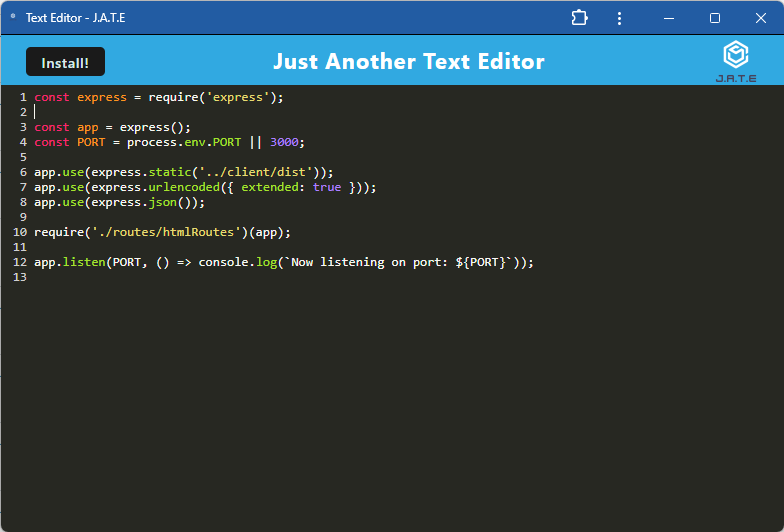 Text Editor - J.A.T.E
Install!
Just Another Text Editor
J.A.T.E
1 const express = require('express');
2
3 const app = express();
4 const PORT = process.env.PORT || 3000;
5
6 app.use(express.static('../client/dist'));
7 app.use(express.urlencoded({ extended: true }));
8 app.use(express.json());
9
10 require('./routes/htmlRoutes')(app);
11
12 app.listen(PORT, () => console.log(`Now listening on port: ${PORT}`));
13